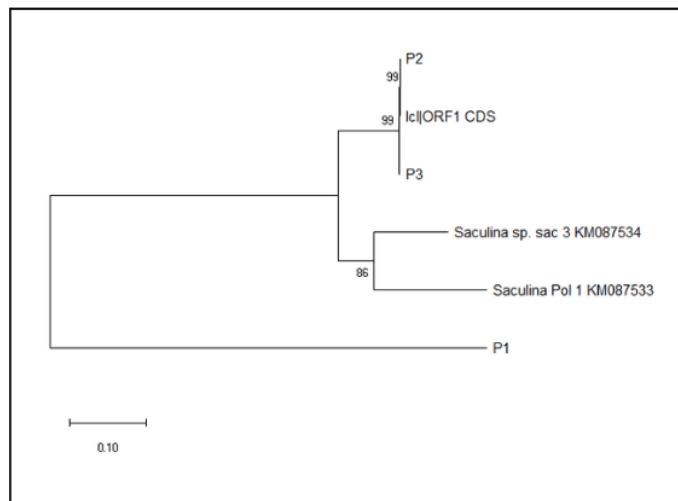 P2
99
lcl|ORF1 CDS
99
P3
Saculina sp. sac 3 KM087534
86
Saculina Pol 1 KM087533
P1
0.10